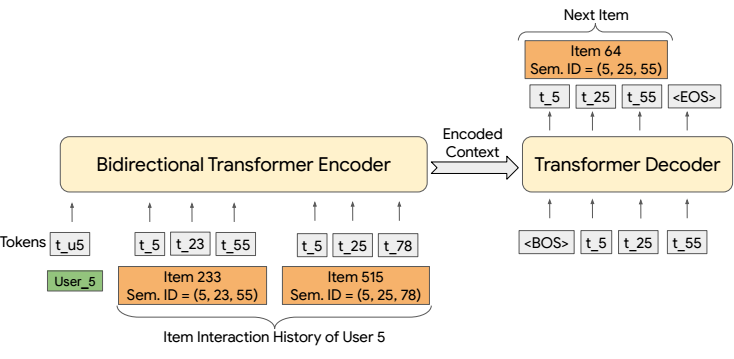 Next Item
Item 64
Sem. ID = (5, 25, 55)
t_5 t_25 t_55 <EOS>
Bidirectional Transformer Encoder
Encoded
Context
Transformer Decoder
Tokens t_u5 t_5 t_23 t_55 t_5 t_25 t_78
<BOS> t_5 t_25 t_55
User_5
Item 233
Sem. ID = (5, 23, 55)
Item 515
Sem. ID = (5, 25, 78)
Item Interaction History of User 5